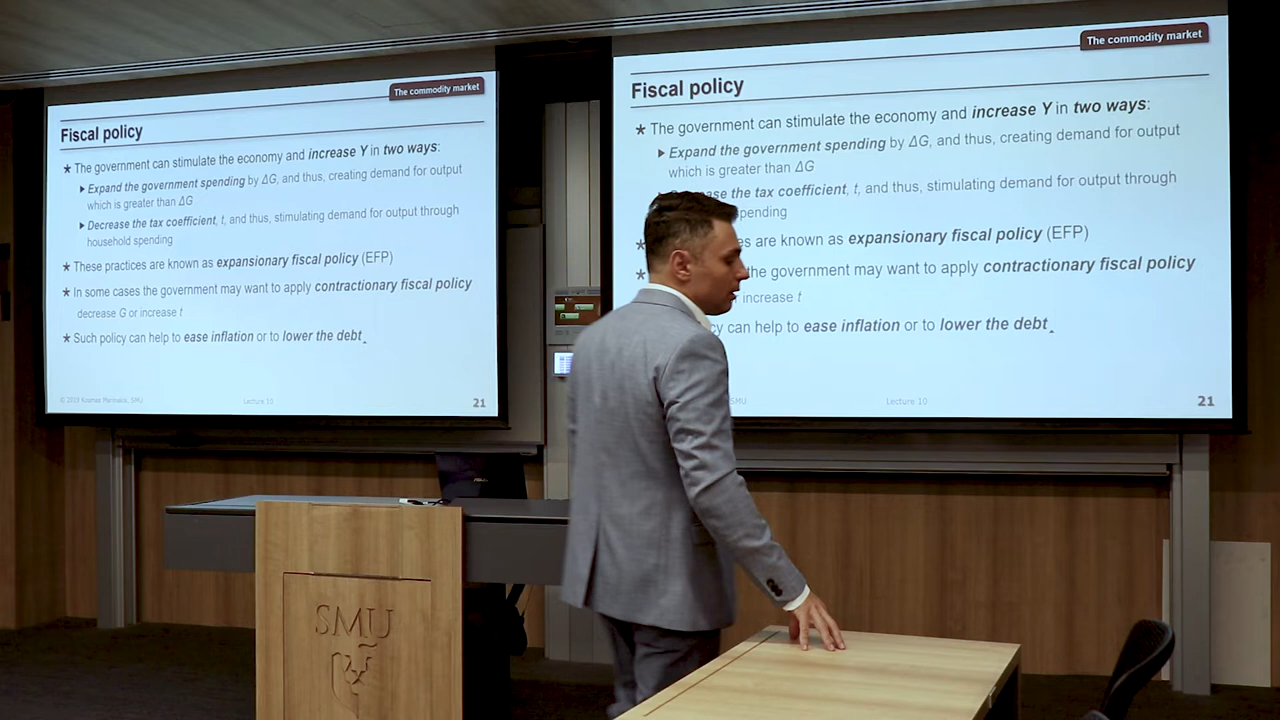 The commodity market
Fiscal policy
* The government can stimulate the economy and increase Y in two ways:
Expand the government spending by ΔG, and thus, creating demand for output
which is greater than ΔG
Decrease the tax coefficient, t, and thus, stimulating demand for output through
household spending
* These practices are known as expansionary fiscal policy (EFP)
* In some cases the government may want to apply contractionary fiscal policy
decrease G or increase t
* Such policy can help to ease inflation or to lower the debt
© 2019 Kosmas Marinakis, SMU
Lecture 10
21
The commodity market
Fiscal policy
* The government can stimulate the economy and increase Y in two ways:
Expand the government spending by ΔG, and thus, creating demand for output
which is greater than ΔG
ase the tax coefficient, t, and thus, stimulating demand for output through
pending
es are known as expansionary fiscal policy (EFP)
the government may want to apply contractionary fiscal policy
increase t
cy can help to ease inflation or to lower the debt
SMU
Lecture 10
21
SMU